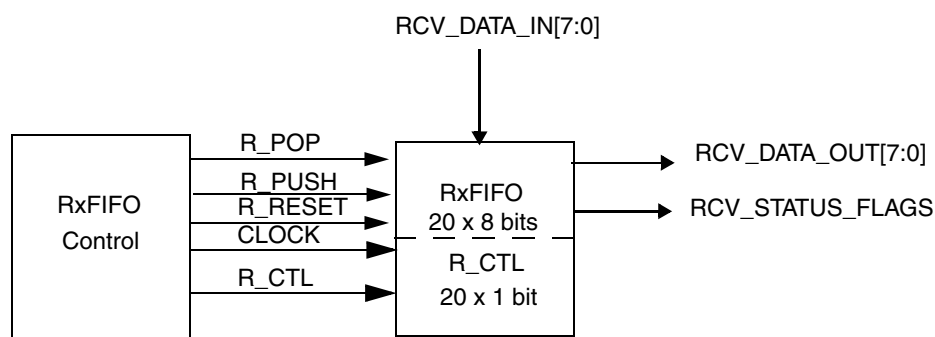 RCV_DATA_IN[7:0]
RxFIFO
Control
R_POP
R_PUSH
R_RESET
CLOCK
R_CTL
RxFIFO
20 x 8 bits
R_CTL
20 x 1 bit
RCV_DATA_OUT[7:0]
RCV_STATUS_FLAGS